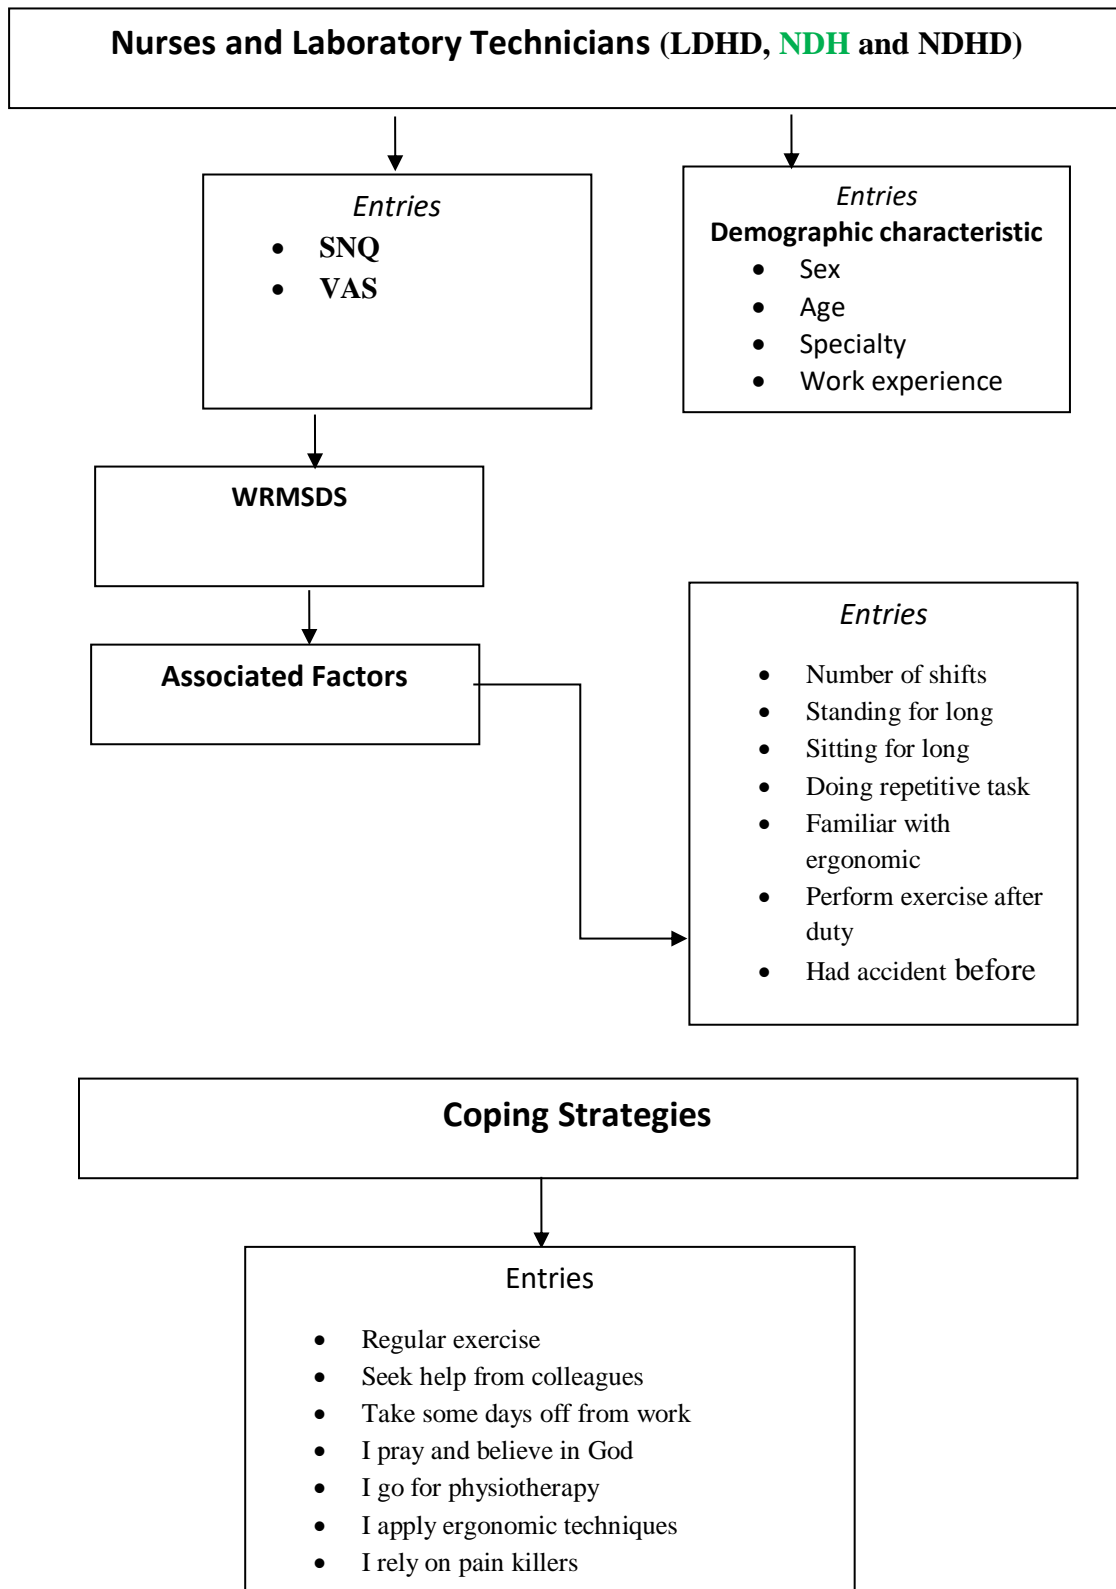 Nurses and Laboratory Technicians (LDHD, NDH and NDHD)
Entries
• SNQ
• VAS
Entries
Demographic characteristic
• Sex
• Age
• Specialty
• Work experience
WRMSDS
Associated Factors
Entries
• Number of shifts
• Standing for long
• Sitting for long
• Doing repetitive task
• Familiar with
ergonomic
• Perform exercise after
duty
• Had accident before
Coping Strategies
Entries
• Regular exercise
• Seek help from colleagues
• Take some days off from work
• I pray and believe in God
• I go for physiotherapy
• I apply ergonomic techniques
• I rely on pain killers